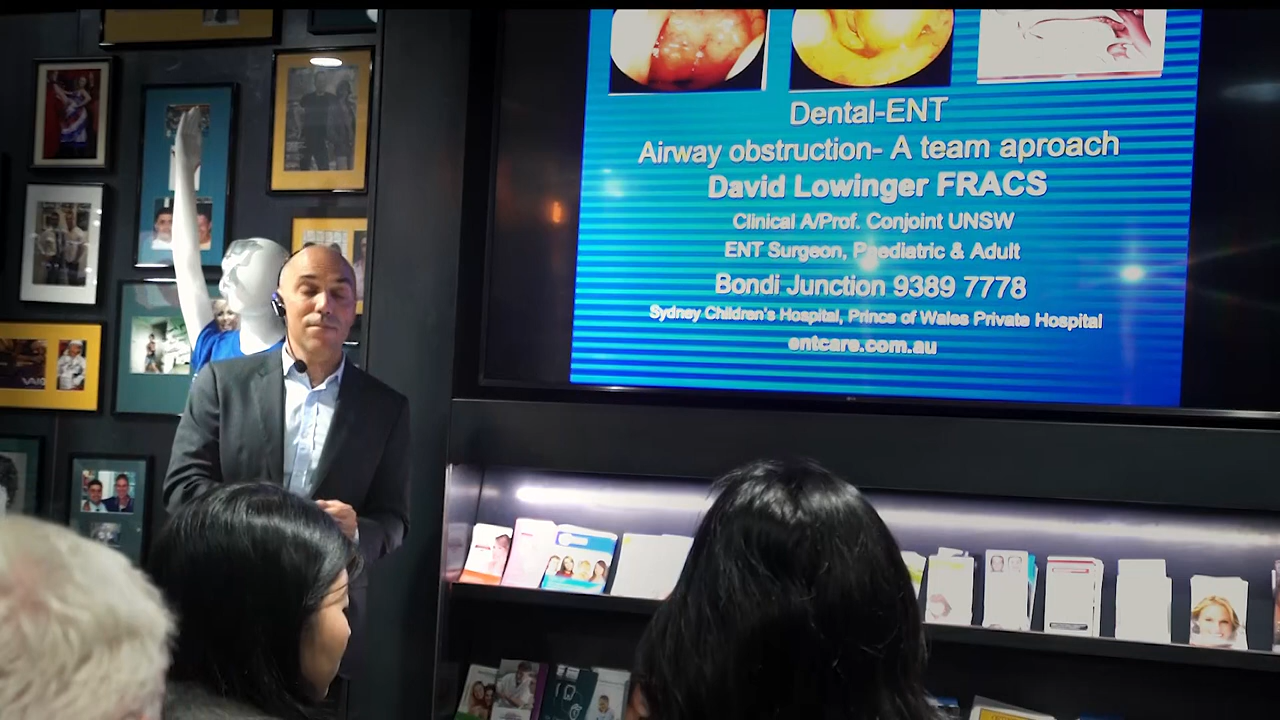 Dental-ENT
Airway obstruction- A team aproach
David Lowinger FRACS
Clinical A/Prof. Conjoint UNSW
ENT Surgeon, Paediatric & Adult
Bondi Junction 9389 7778
Sydney Children's Hospital, Prince of Wales Private Hospital
entcare.com.au
VAIO